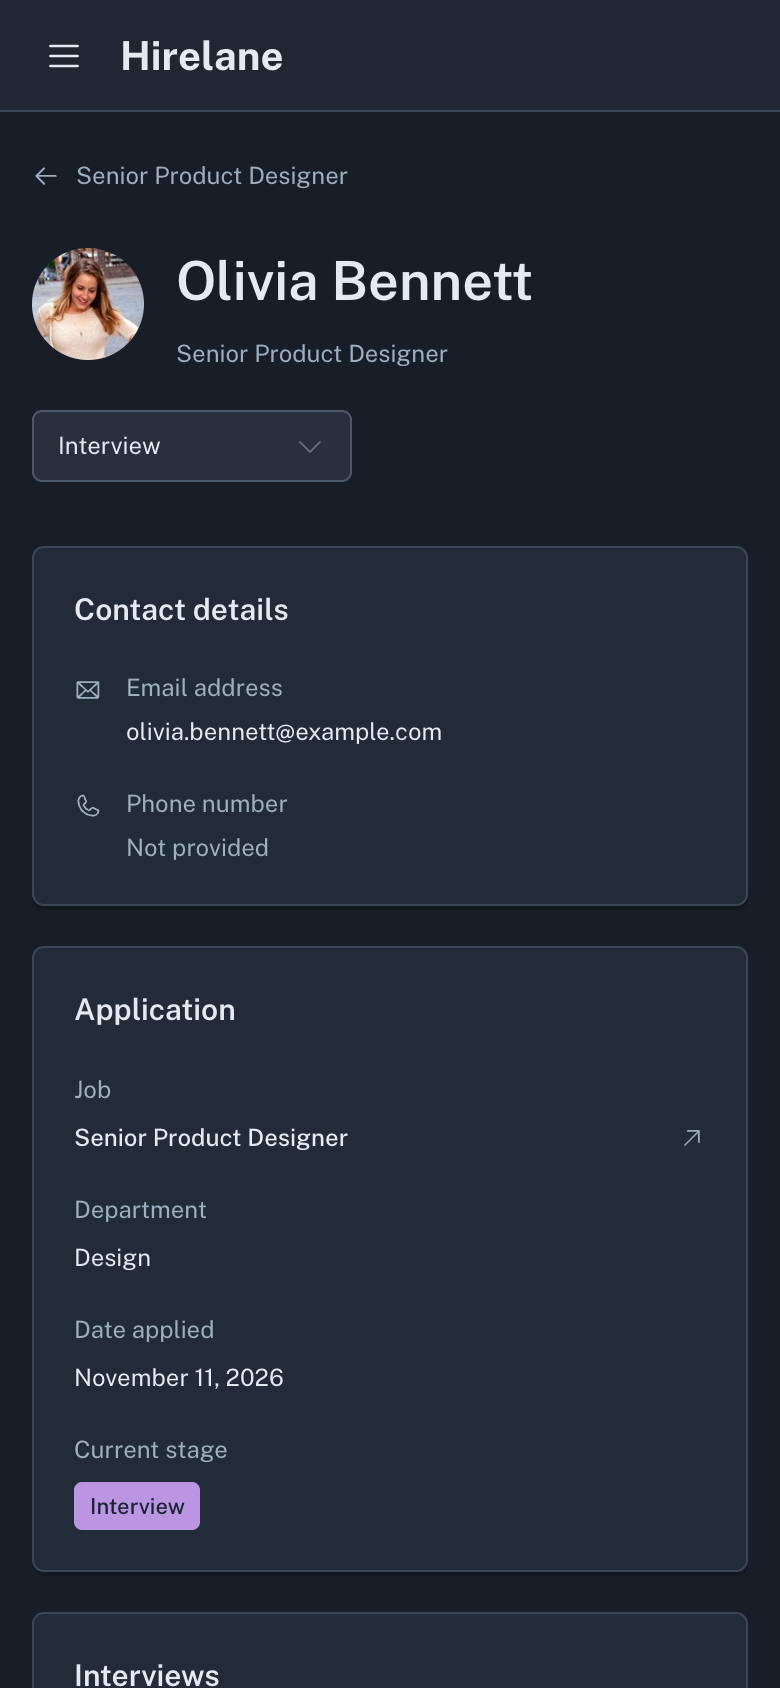 Hirelane
Senior Product Designer
Olivia Bennett
Senior Product Designer
Interview
Contact details
Email address
olivia.bennett@example.com
Phone number
Not provided
Application
Job
Senior Product Designer
Department
Design
Date applied
November 11, 2026
Current stage
Interview
Interviews